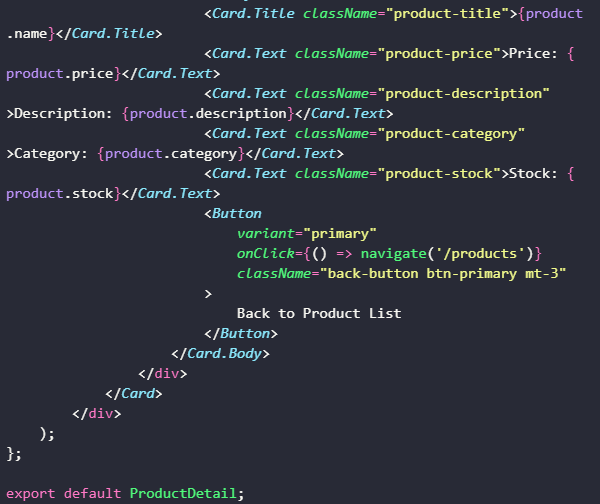 <Card.Title className="product-title">{product
.name}</Card.Title>
<Card.Text className="product-price">Price: {
product.price}</Card.Text>
<Card.Text className="product-description"
>Description: {product.description}</Card.Text>
<Card.Text className="product-category"
>Category: {product.category}</Card.Text>
<Card.Text className="product-stock">Stock: {
product.stock}</Card.Text>
<Button
variant="primary"
onClick={() => navigate('/products')}
className="back-button btn-primary mt-3"
>
Back to Product List
</Button>
</Card.Body>
</div>
</Card>
</div>
);
};
export default ProductDetail;